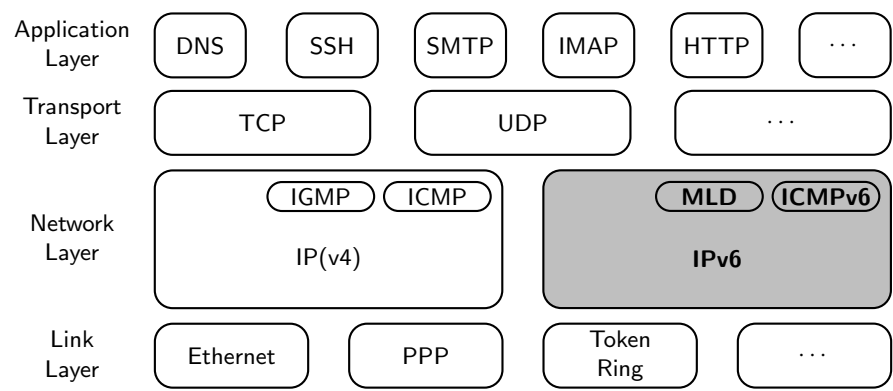 Application
Layer
DNS
SSH
SMTP
IMAP
HTTP
...
Transport
Layer
TCP
UDP
...
Network
Layer
IGMP
ICMP
IP(v4)
MLD
ICMPv6
IPv6
Link
Layer
Ethernet
PPP
Token
Ring
...